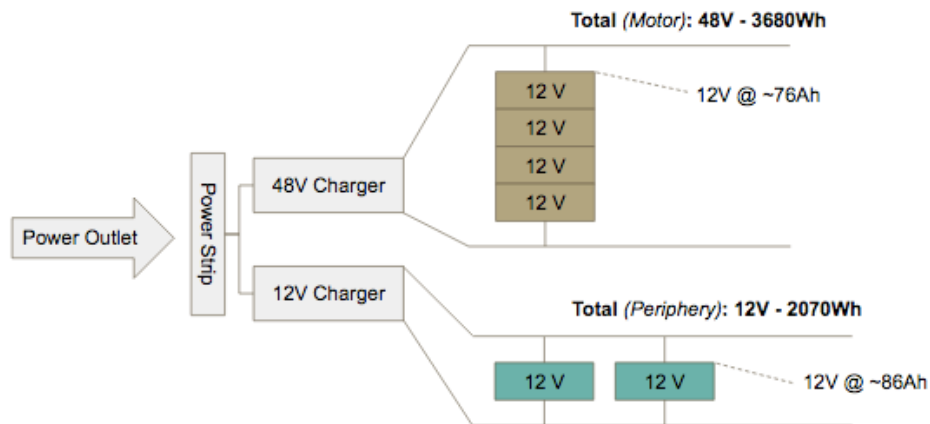 Total (Motor): 48V - 3680Wh
12 V
12V @ ~76Ah
12 V
12 V
12 V
48V Charger
Power Strip
Power Outlet
12V Charger
Total (Periphery): 12V - 2070Wh
12 V
12 V
12V @ ~86Ah